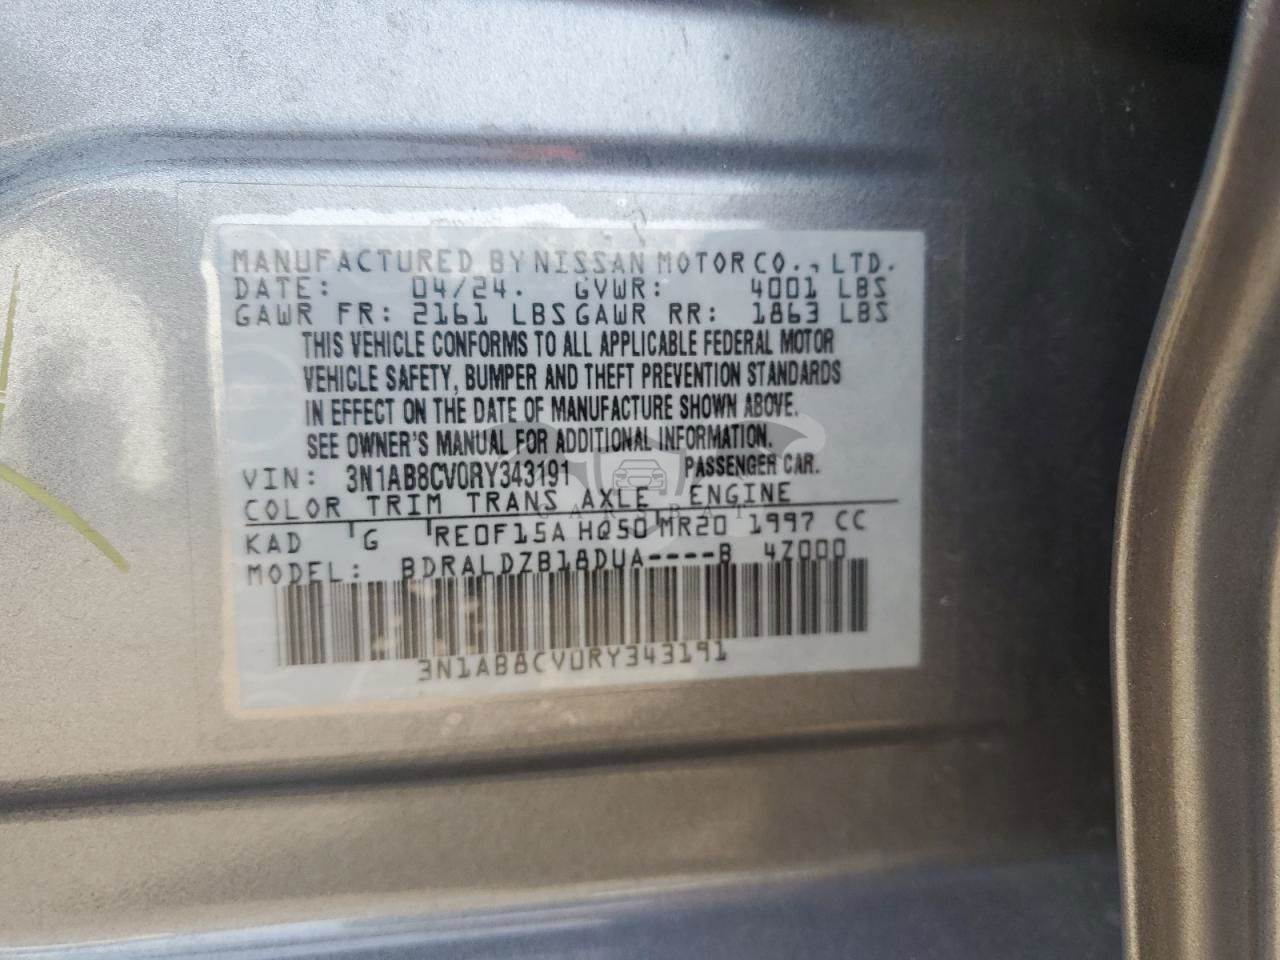 MANUFACTURED BY NISSAN MOTOR CO., LTD.
DATE: 04/24. GVWR: 4001 LBS
GAWR FR: 2161 LBS GAWR RR: 1863 LBS
THIS VEHICLE CONFORMS TO ALL APPLICABLE FEDERAL MOTOR
VEHICLE SAFETY, BUMPER AND THEFT PREVENTION STANDARDS
IN EFFECT ON THE DATE OF MANUFACTURE SHOWN ABOVE.
SEE OWNER'S MANUAL FOR ADDITIONAL INFORMATION.
VIN: 3N1AB8CV0RY343191 PASSENGER CAR.
COLOR TRIM TRANS AXLE ENGINE
KAD G RE0F15A HQ50 MR20 1997 CC
MODEL: BDRALDZB18DUA----B 4Z000
3N1AB8CV0RY343191